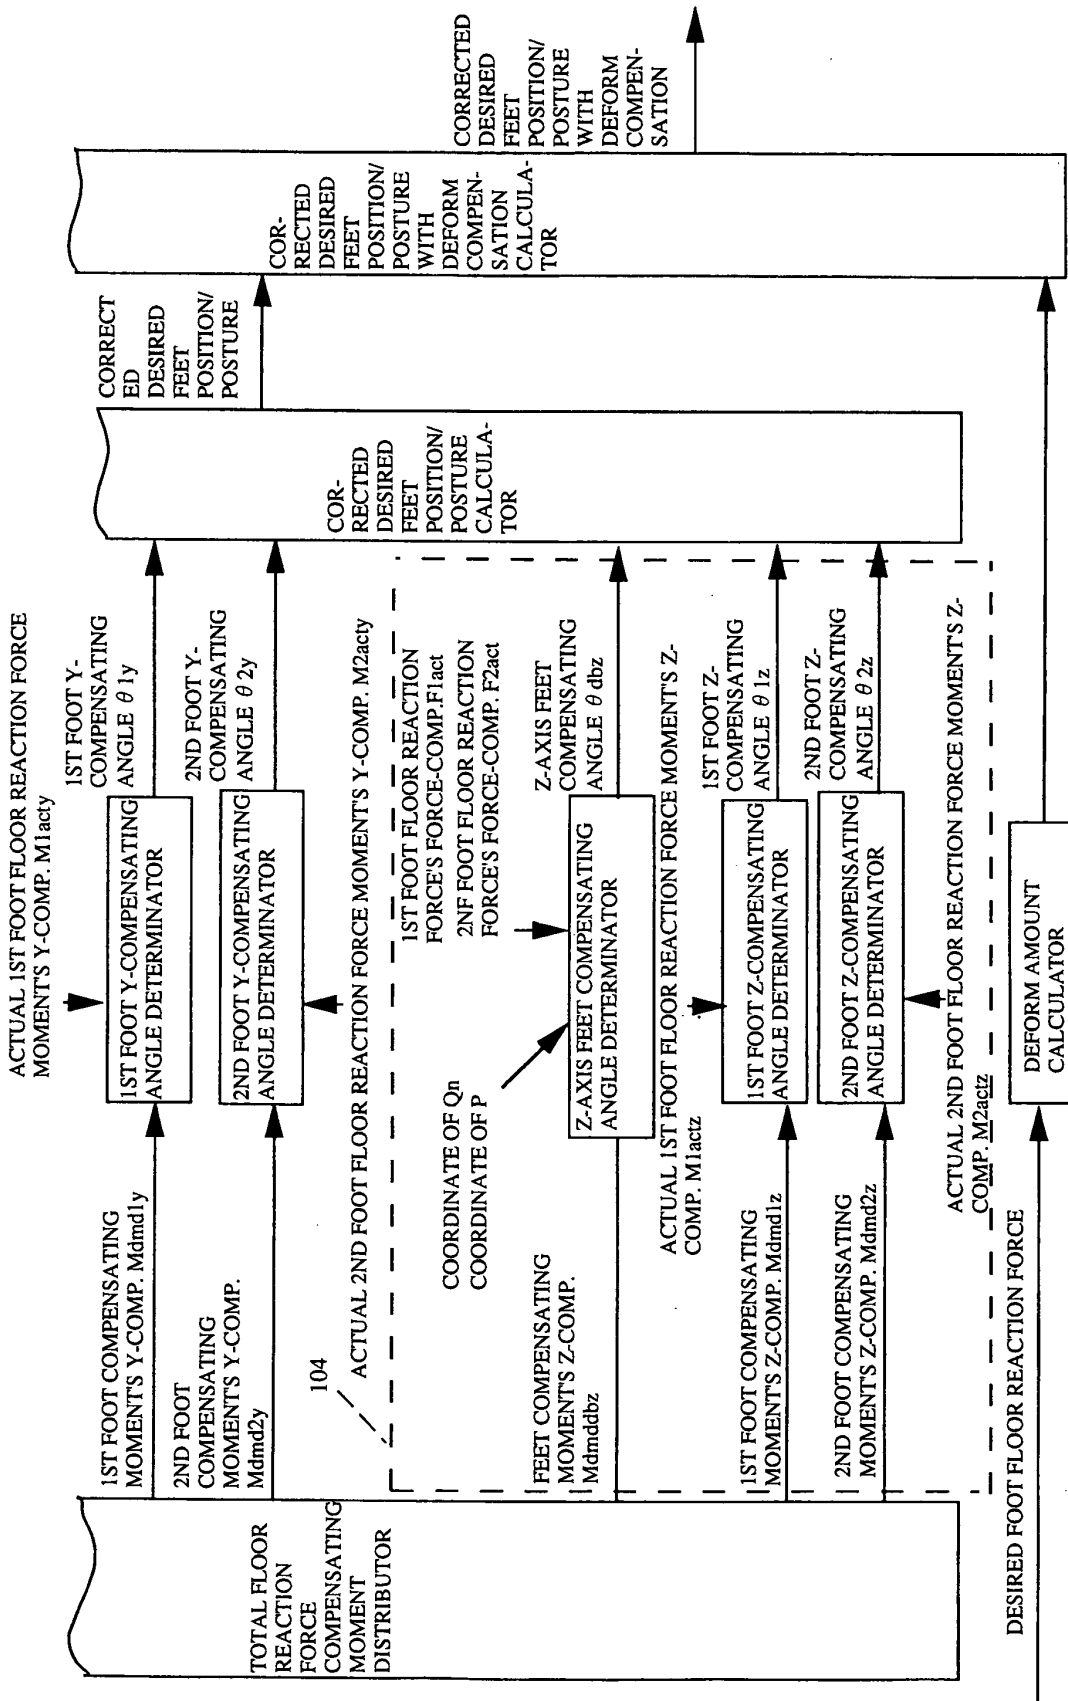 TOTAL FLOOR
REACTION
FORCE
COMPENSATING
MOMENT
DISTRIBUTOR
1ST FOOT COMPENSATING
MOMENT'S Y-COMP. Mdmd1y
2ND FOOT
COMPENSATING
MOMENT'S Y-COMP.
Mdmd2y
104
FEET COMPENSATING
MOMENT'S Z-COMP.
Mdmddbz
1ST FOOT COMPENSATING
MOMENT'S Z-COMP. Mdmd1z
2ND FOOT COMPENSATING
MOMENT'S Z-COMP. Mdmd2z
DESIRED FOOT FLOOR REACTION FORCE
ACTUAL 1ST FOOT FLOOR REACTION FORCE
MOMENT'S Y-COMP. M1acty
1ST FOOT Y-COMPENSATING
ANGLE DETERMINATOR
2ND FOOT Y-COMPENSATING
ANGLE DETERMINATOR
ACTUAL 2ND FOOT FLOOR REACTION FORCE MOMENT'S Y-COMP. M2acty
1ST FOOT FLOOR REACTION
FORCE'S FORCE-COMP.F1act
2NF FOOT FLOOR REACTION
FORCE'S FORCE-COMP. F2act
COORDINATE OF Qn
COORDINATE OF P
Z-AXIS FEET COMPENSATING
ANGLE DETERMINATOR
ACTUAL 1ST FOOT FLOOR REACTION FORCE MOMENT'S Z-
COMP. M1actz
1ST FOOT Z-COMPENSATING
ANGLE DETERMINATOR
2ND FOOT Z-COMPENSATING
ANGLE DETERMINATOR
ACTUAL 2ND FOOT FLOOR REACTION FORCE MOMENT'S Z-
COMP. M2actz
DEFORM AMOUNT
CALCULATOR
1ST FOOT Y-
COMPENSATING
ANGLE θ 1y
2ND FOOT Y-
COMPENSATING
ANGLE θ 2y
Z-AXIS FEET
COMPENSATING
ANGLE θ dbz
1ST FOOT Z-
COMPENSATING
ANGLE θ 1z
2ND FOOT Z-
COMPENSATING
ANGLE θ 2z
COR-
RECTED
DESIRED
FEET
POSITION/
POSTURE
CALCULA-
TOR
CORRECT
ED
DESIRED
FEET
POSITION/
POSTURE
COR-
RECTED
DESIRED
FEET
POSITION/
POSTURE
WITH
DEFORM
COMPEN-
SATION
CALCULA-
TOR
CORRECTED
DESIRED
FEET
POSITION/
POSTURE
WITH
DEFORM
COMPEN-
SATION